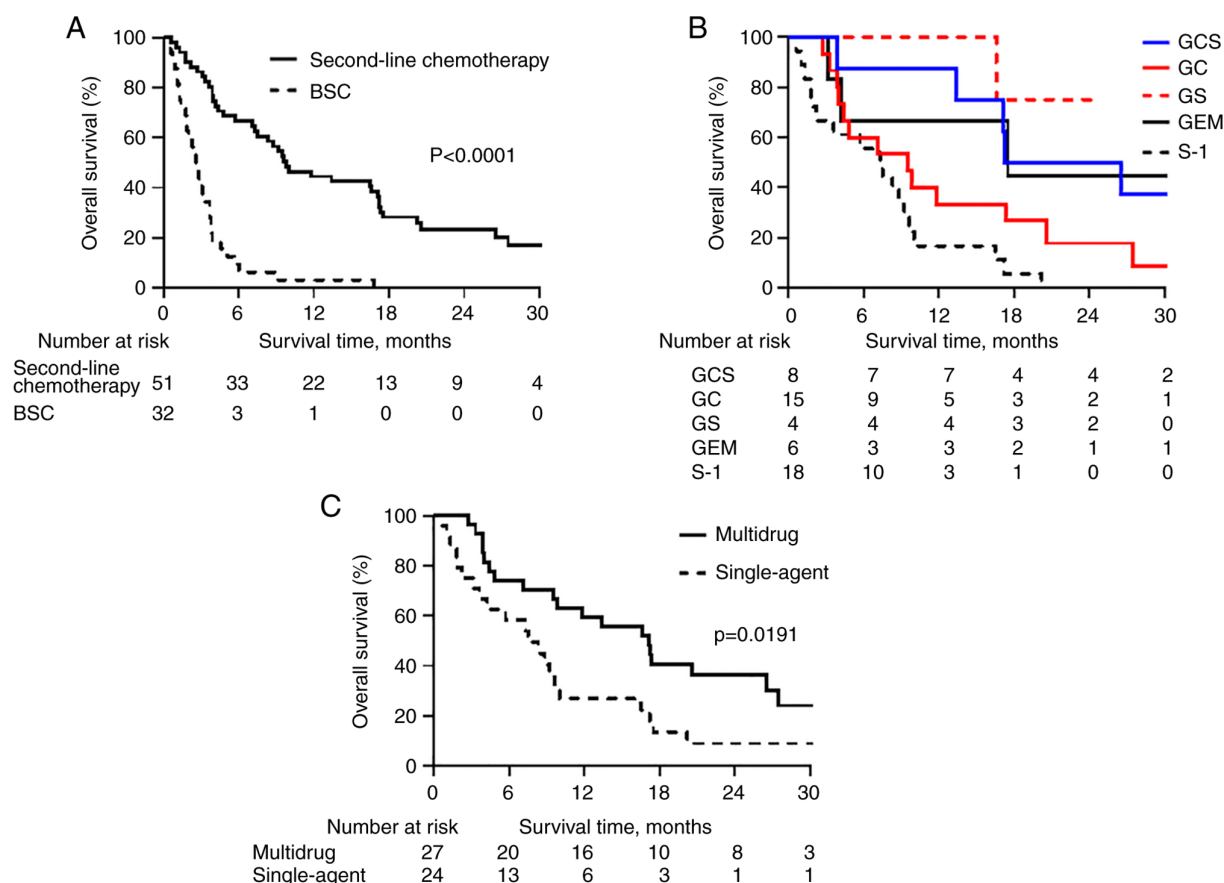 A
Overall survival (%)
100
80
60
40
20
0
Second-line chemotherapy
BSC
P<0.0001
0 6 12 18 24 30
Number at risk Survival time, months
Second-line
chemotherapy 51 33 22 13 9 4
BSC 32 3 1 0 0 0
B
Overall survival (%)
100
80
60
40
20
0
GCS
GC
GS
GEM
S-1
0 6 12 18 24 30
Number at risk Survival time, months
GCS 8 7 7 4 4 2
GC 15 9 5 3 2 1
GS 4 4 4 3 2 0
GEM 6 3 3 2 1 1
S-1 18 10 3 1 0 0
C
Overall survival (%)
100
80
60
40
20
0
Multidrug
Single-agent
p=0.0191
0 6 12 18 24 30
Number at risk Survival time, months
Multidrug 27 20 16 10 8 3
Single-agent 24 13 6 3 1 1